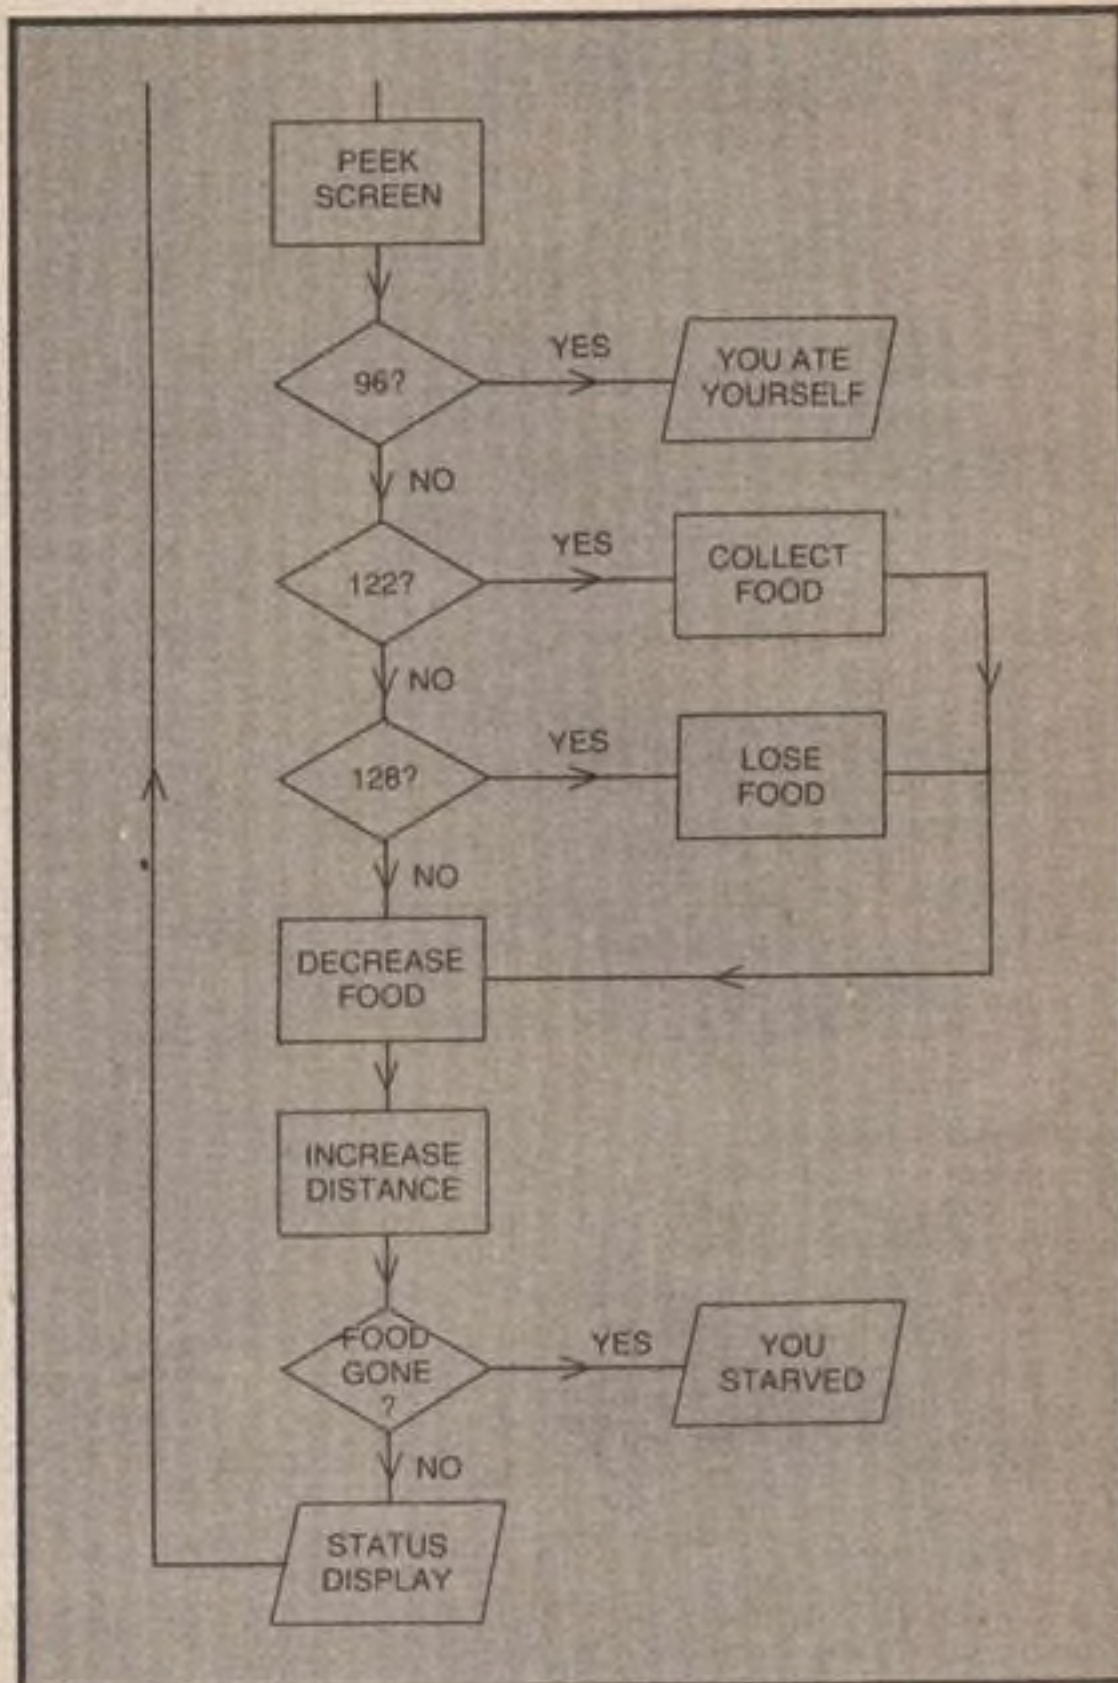 PEEK
SCREEN
96?
YES
YOU ATE
YOURSELF
NO
122?
YES
COLLECT
FOOD
NO
128?
YES
LOSE
FOOD
NO
DECREASE
FOOD
INCREASE
DISTANCE
FOOD
GONE
?
YES
YOU
STARVED
NO
STATUS
DISPLAY